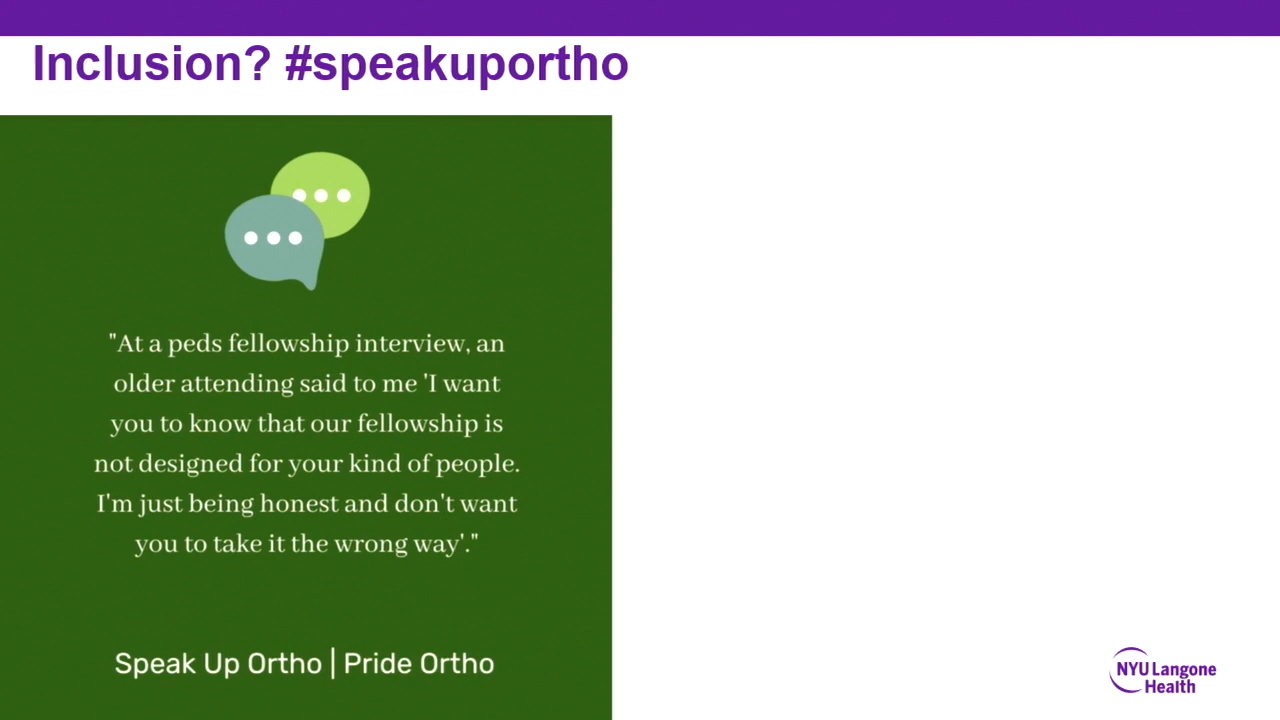 Inclusion? #speakuportho
"At a peds fellowship interview, an
older attending said to me 'I want
you to know that our fellowship is
not designed for your kind of people.
I'm just being honest and don't want
you to take it the wrong way'."
Speak Up Ortho | Pride Ortho
NYU Langone
Health